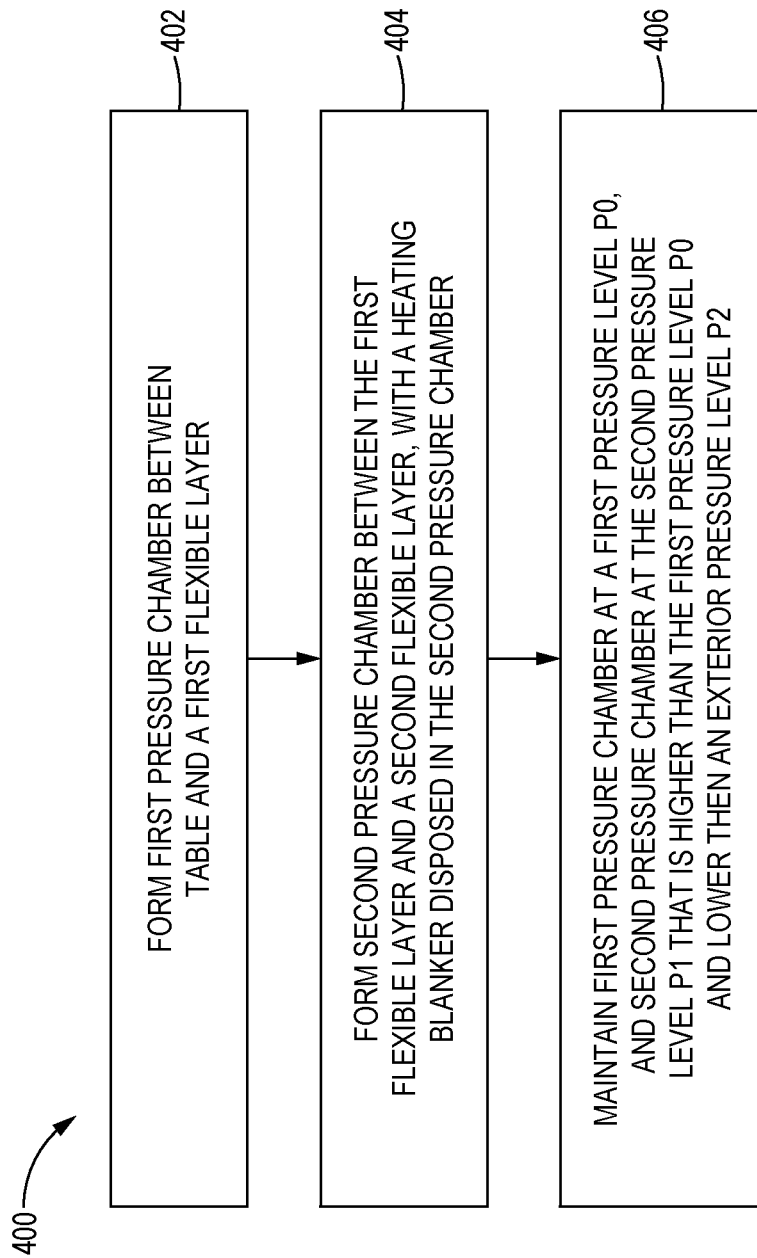 400
402
FORM FIRST PRESSURE CHAMBER BETWEEN
TABLE AND A FIRST FLEXIBLE LAYER
404
FORM SECOND PRESSURE CHAMBER BETWEEN THE FIRST
FLEXIBLE LAYER AND A SECOND FLEXIBLE LAYER, WITH A HEATING
BLANKER DISPOSED IN THE SECOND PRESSURE CHAMBER
406
MAINTAIN FIRST PRESSURE CHAMBER AT A FIRST PRESSURE LEVEL P0,
AND SECOND PRESSURE CHAMBER AT THE SECOND PRESSURE
LEVEL P1 THAT IS HIGHER THAN THE FIRST PRESSURE LEVEL P0
AND LOWER THEN AN EXTERIOR PRESSURE LEVEL P2